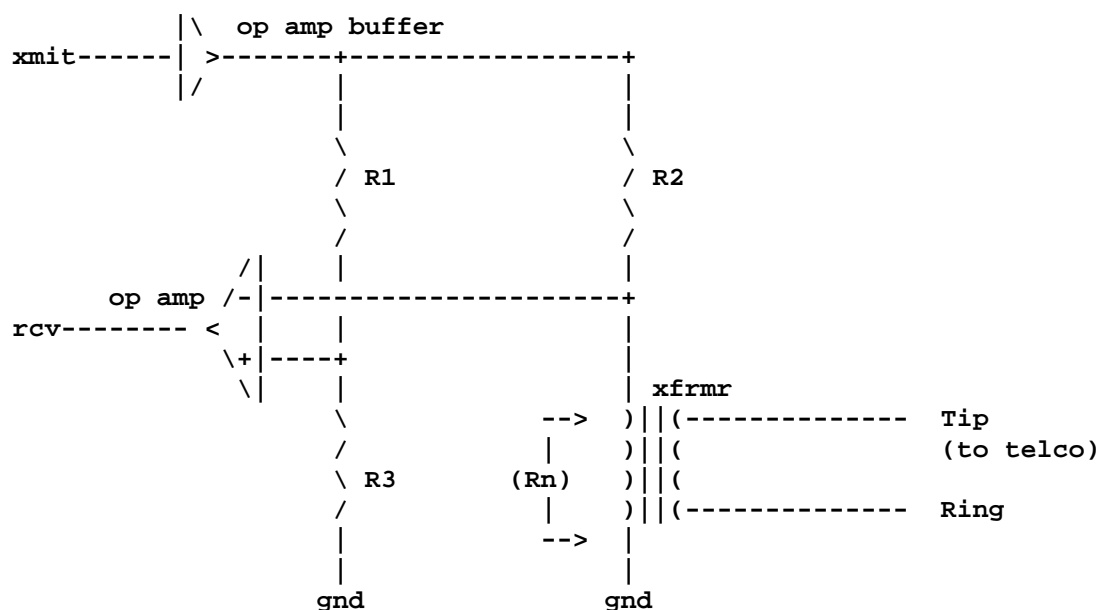 op amp buffer
xmit
R1 R2
op amp -
rcv
+
xfrmr
Tip
(to telco)
(Rn)
R3
Ring
gnd gnd